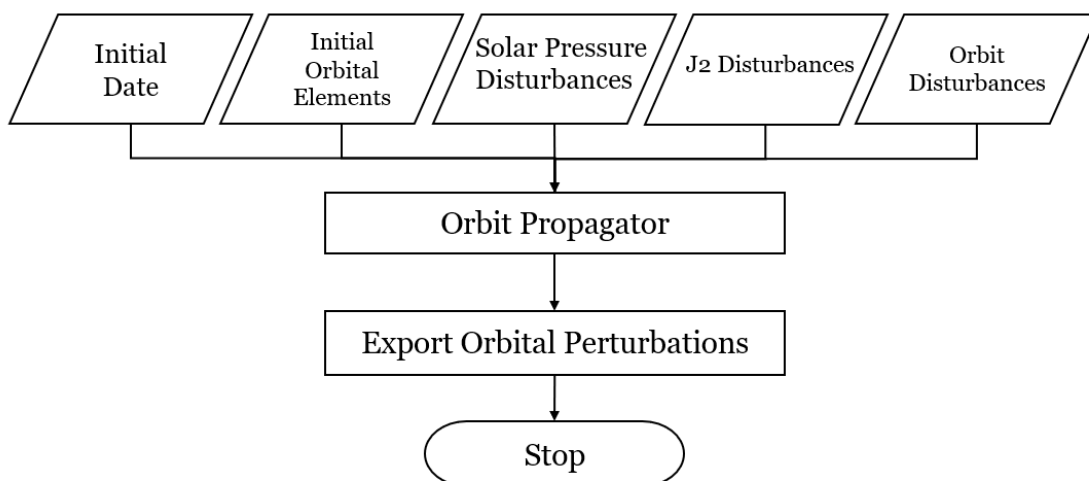 Initial
Date
Initial
Orbital
Elements
Solar Pressure
Disturbances
J2 Disturbances
Orbit
Disturbances
Orbit Propagator
Export Orbital Perturbations
Stop